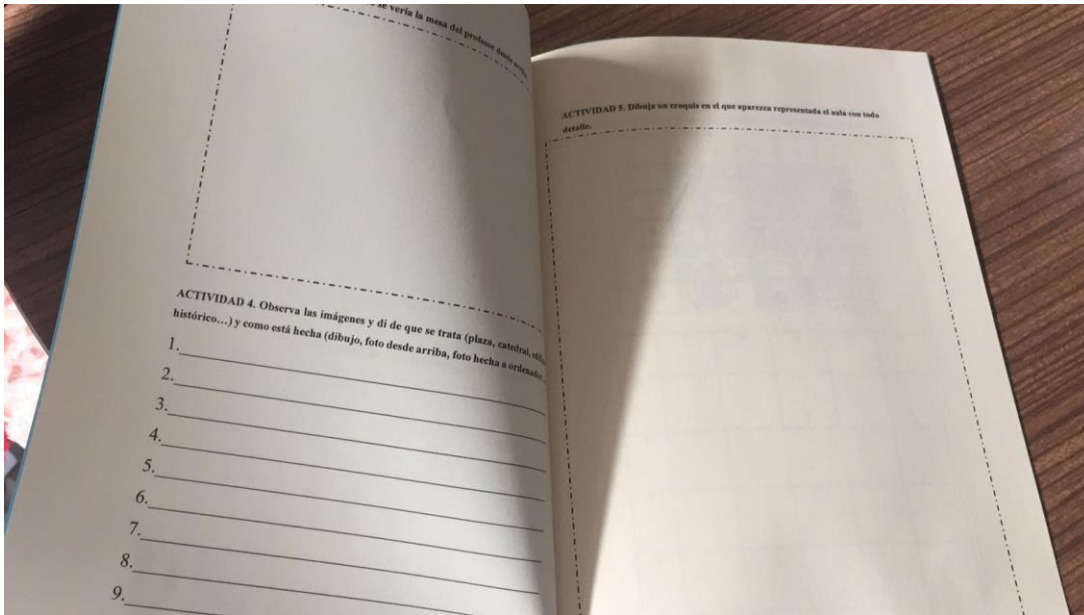 se vería la mesa del profesor desde arriba.
ACTIVIDAD 4. Observa las imágenes y di de que se trata (plaza, catedral,
histórico…) y como está hecha (dibujo, foto desde arriba, foto hecha a ordenador
1.
2.
3.
4.
5.
6.
7.
8.
9.
ACTIVIDAD 5. Dibuja un croquis en el que aparezca representada el aula con todo
detalle.